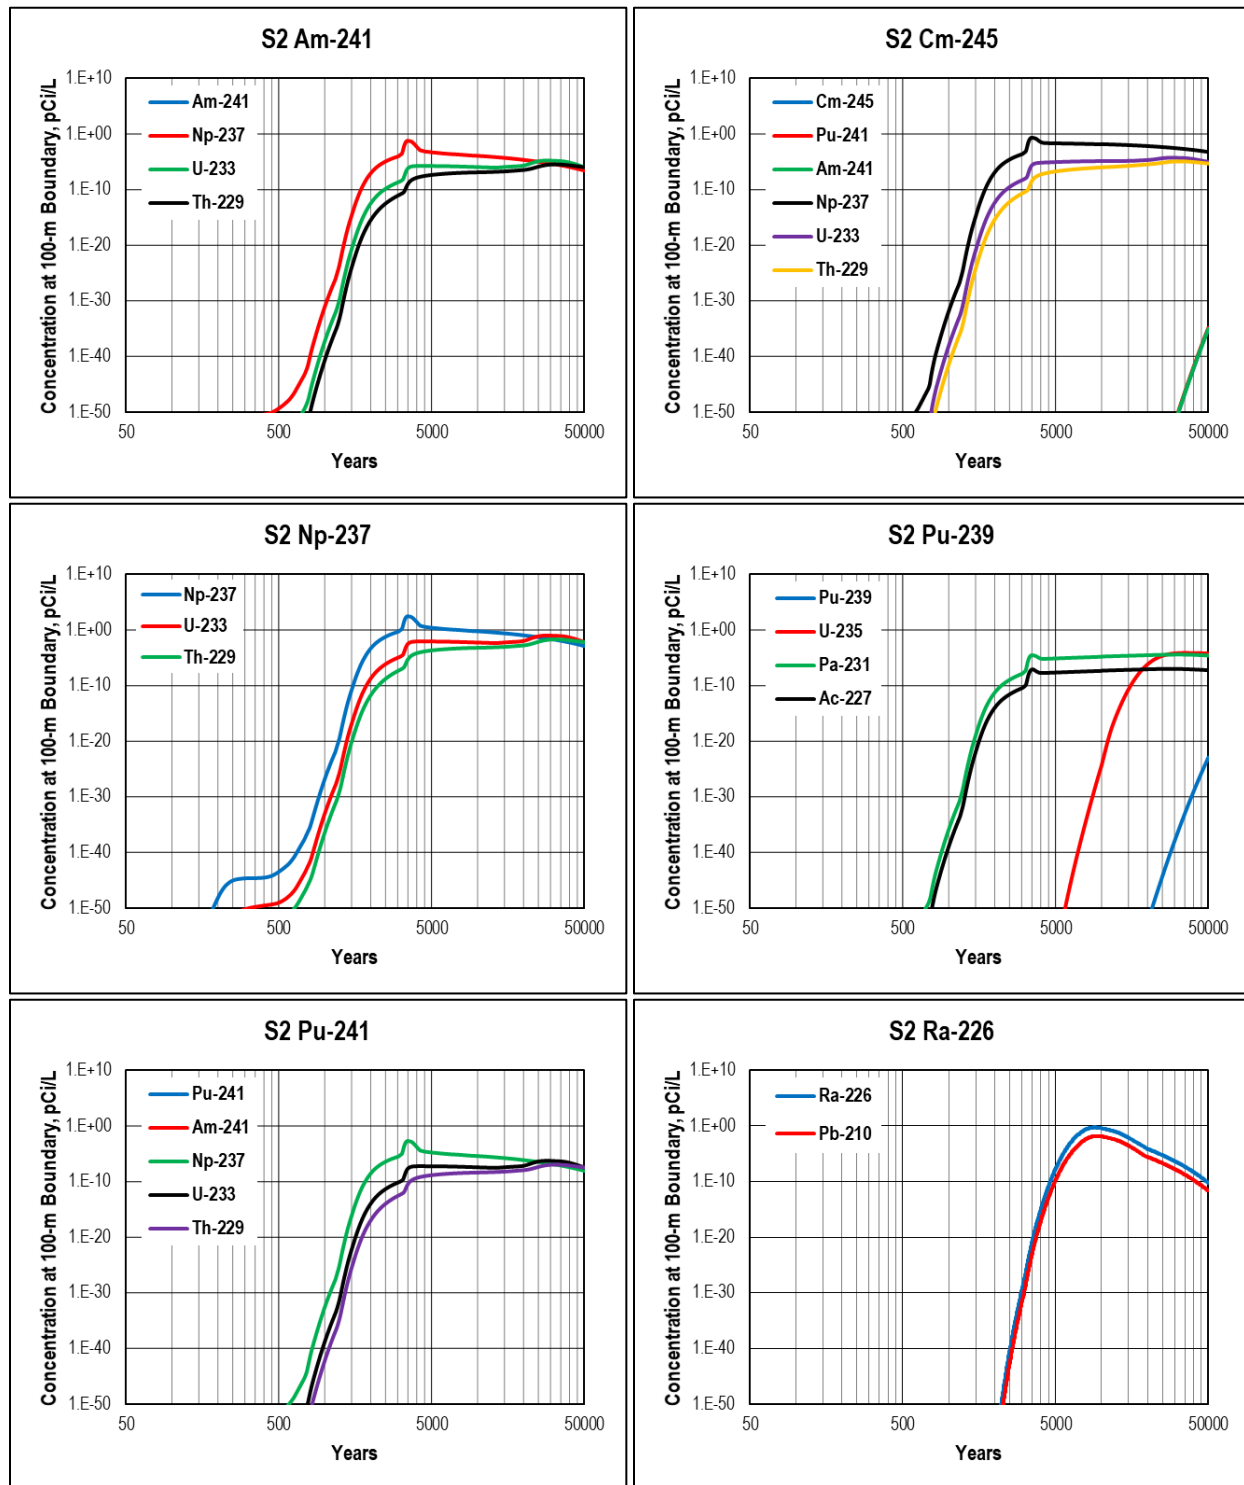 S2 Am-241
Concentration at 100-m Boundary, pCi/L
1.E+10
1.E+00
1.E-10
1.E-20
1.E-30
1.E-40
1.E-50
Am-241
Np-237
U-233
Th-229
50
500
5000
50000
Years
S2 Cm-245
Concentration at 100-m Boundary, pCi/L
1.E+10
1.E+00
1.E-10
1.E-20
1.E-30
1.E-40
1.E-50
Cm-245
Pu-241
Am-241
Np-237
U-233
Th-229
50
500
5000
50000
Years
S2 Np-237
Concentration at 100-m Boundary, pCi/L
1.E+10
1.E+00
1.E-10
1.E-20
1.E-30
1.E-40
1.E-50
Np-237
U-233
Th-229
50
500
5000
50000
Years
S2 Pu-239
Concentration at 100-m Boundary, pCi/L
1.E+10
1.E+00
1.E-10
1.E-20
1.E-30
1.E-40
1.E-50
Pu-239
U-235
Pa-231
Ac-227
50
500
5000
50000
Years
S2 Pu-241
Concentration at 100-m Boundary, pCi/L
1.E+10
1.E+00
1.E-10
1.E-20
1.E-30
1.E-40
1.E-50
Pu-241
Am-241
Np-237
U-233
Th-229
50
500
5000
50000
Years
S2 Ra-226
Concentration at 100-m Boundary, pCi/L
1.E+10
1.E+00
1.E-10
1.E-20
1.E-30
1.E-40
1.E-50
Ra-226
Pb-210
50
500
5000
50000
Years